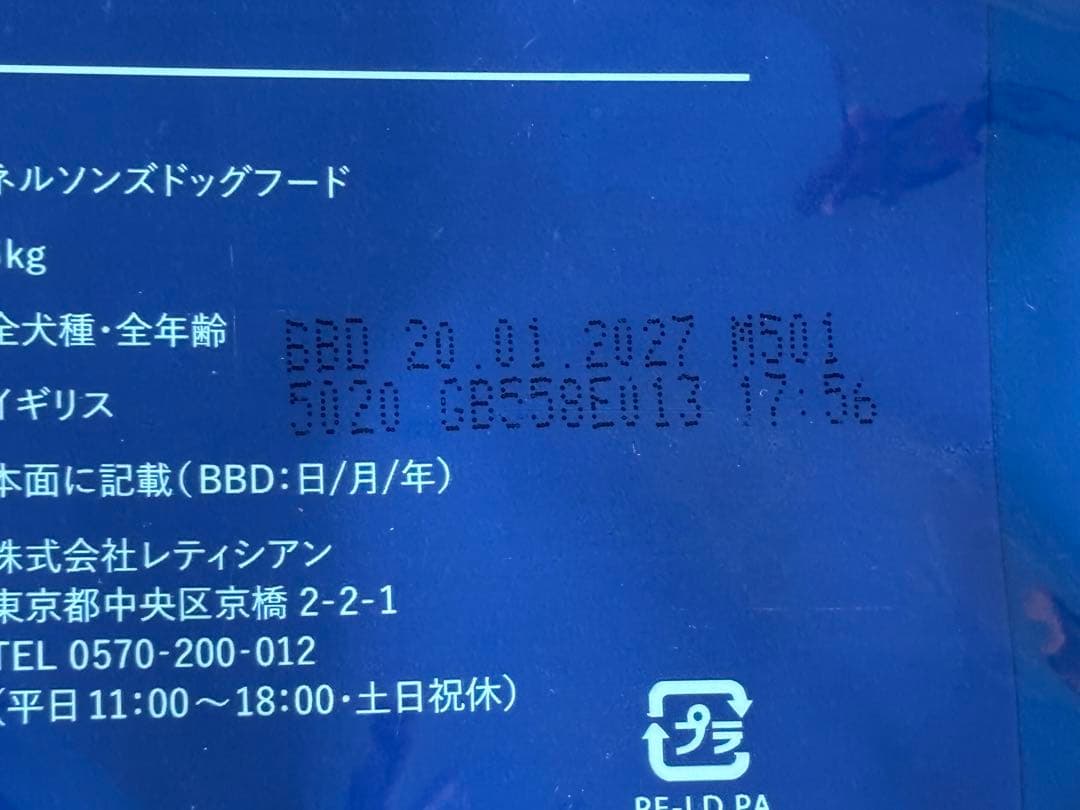 ネルソンズドッグフード
kg
全犬種・全年齢
BBD 20.01.2027 M501
5020 GB558E013 17:56
イギリス
本面に記載(BBD:日/月/年)
株式会社レティシアン
東京都中央区京橋 2-2-1
TEL 0570-200-012
(平日 11:00〜18:00・土日祝休)
プラ
PE-LD,PA